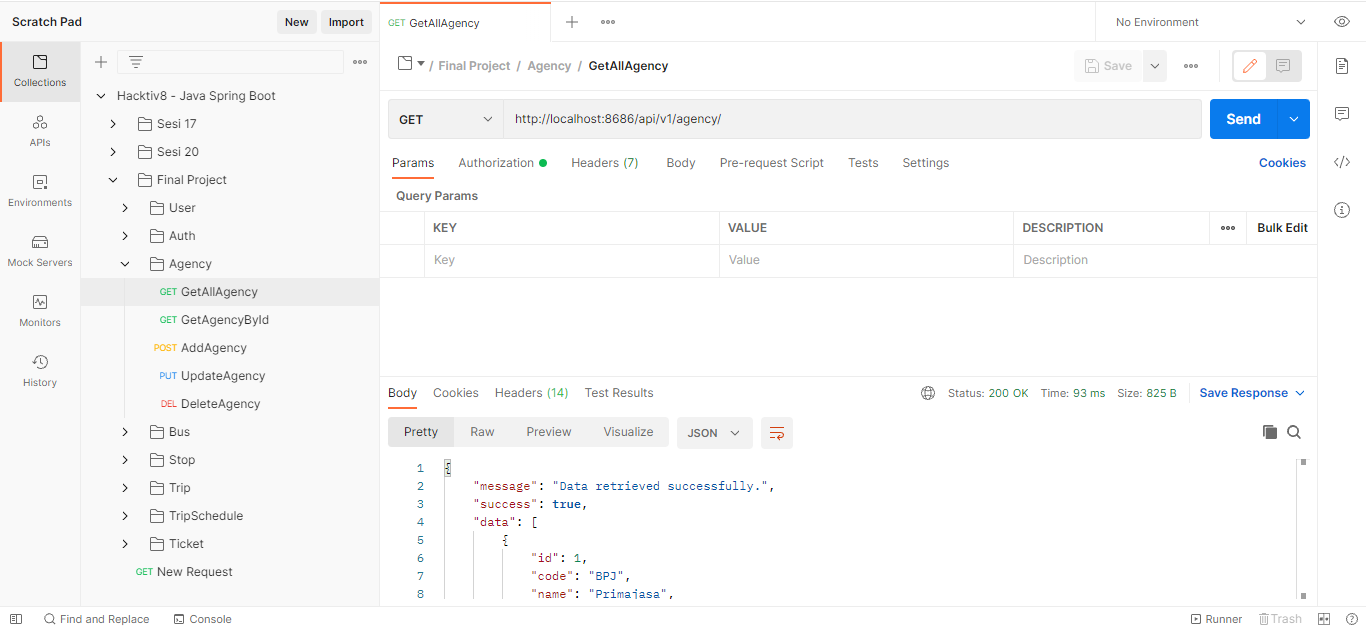 Scratch Pad
New
Import
GET GetAllAgency
No Environment
Collections
APIs
Environments
Mock Servers
Monitors
History
Hacktiv8 - Java Spring Boot
Sesi 17
Sesi 20
Final Project
User
Auth
Agency
GET GetAllAgency
GET GetAgencyById
POST AddAgency
PUT UpdateAgency
DEL DeleteAgency
Bus
Stop
Trip
TripSchedule
Ticket
GET New Request
/ Final Project / Agency / GetAllAgency
Save
GET
http://localhost:8686/api/v1/agency/
Send
Params
Authorization
Headers (7)
Body
Pre-request Script
Tests
Settings
Cookies
Query Params
KEY
VALUE
DESCRIPTION
Bulk Edit
Key
Value
Description
Body
Cookies
Headers (14)
Test Results
Status: 200 OK
Time: 93 ms
Size: 825 B
Save Response
Pretty
Raw
Preview
Visualize
JSON
1 {
2 "message": "Data retrieved successfully.",
3 "success": true,
4 "data": [
5 {
6 "id": 1,
7 "code": "BPJ",
8 "name": "Primajasa",
Find and Replace
Console
Runner
Trash